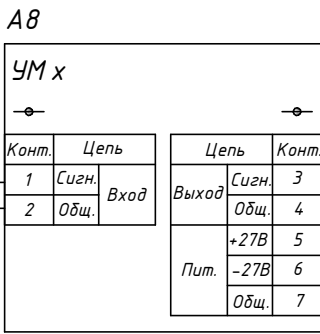 А8
УМ х
Конт. Цепь
1 Сигн. Вход
2 Общ.
Цепь Конт.
Выход Сигн. 3
Общ. 4
Пит. +27В 5
-27В 6
Общ. 7